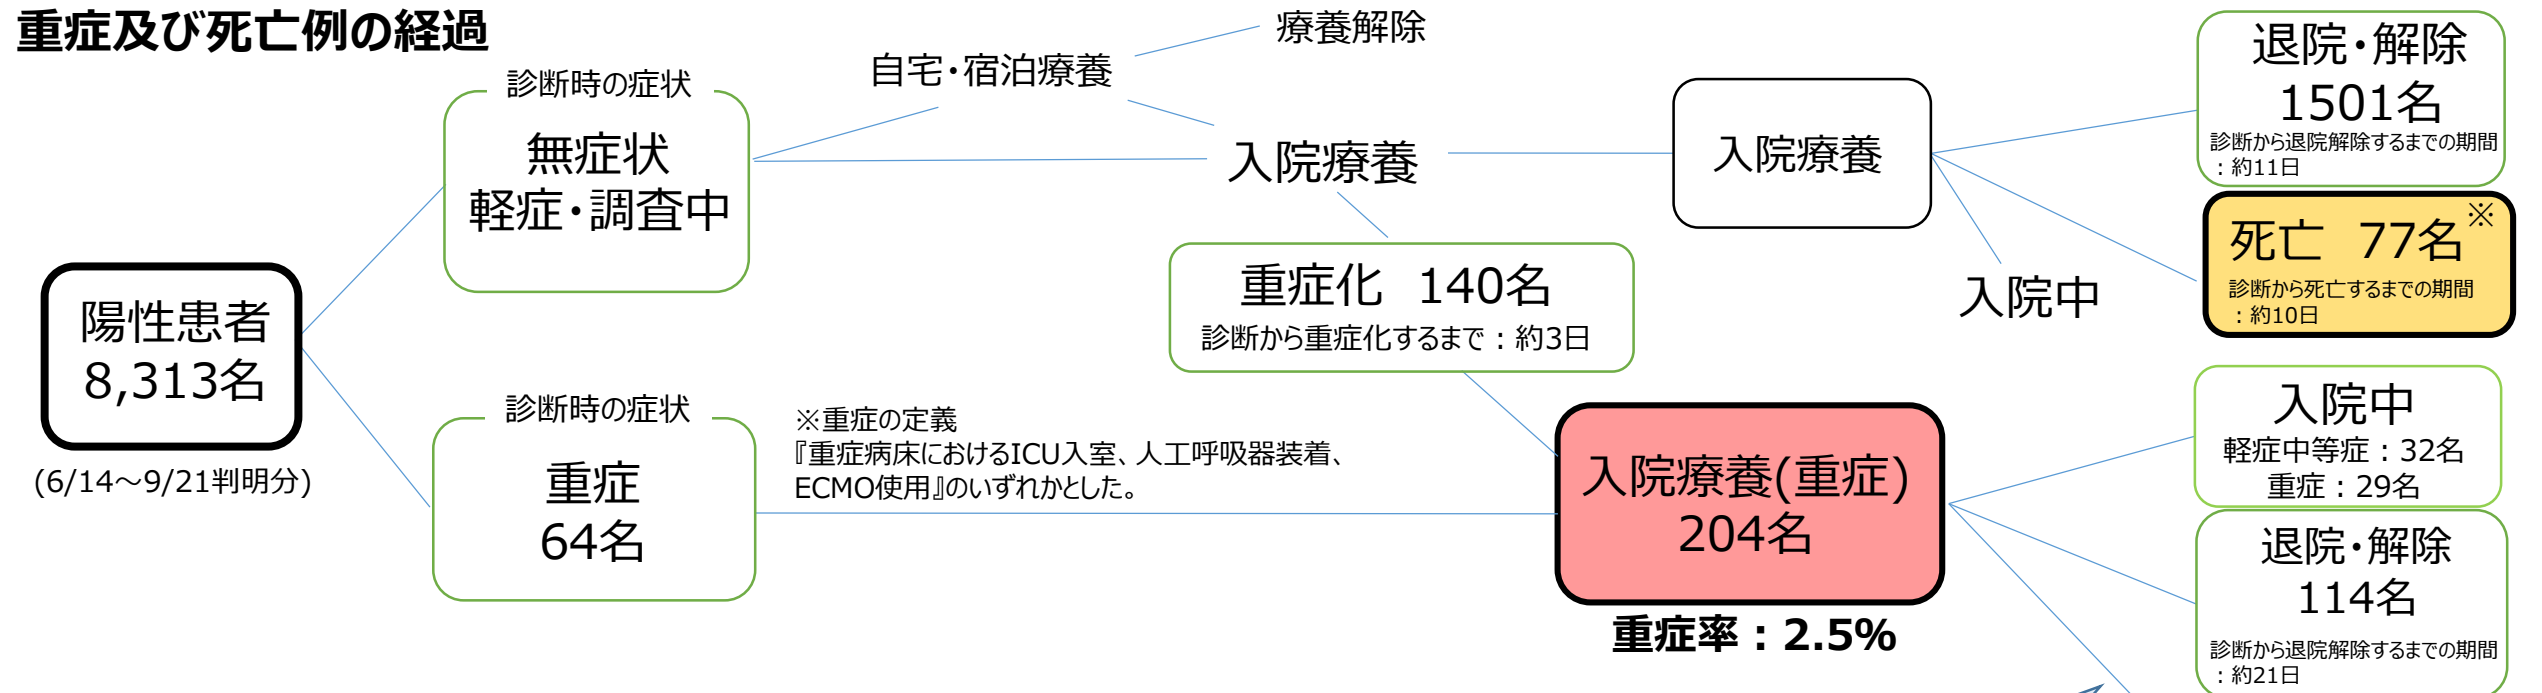 重症及び死亡例の経過
陽性患者
8,313名
(6/14～9/21判明分)
診断時の症状
無症状
軽症・調査中
診断時の症状
重症
64名
自宅・宿泊療養
療養解除
入院療養
重症化 140名
診断から重症化するまで：約3日
※重症の定義
『重症病床におけるICU入室、人工呼吸器装着、
ECMO使用』のいずれかとした。
入院療養
入院療養(重症)
204名
重症率：2.5%
退院・解除
1501名
診断から退院解除するまでの期間
：約11日
死亡 77名※
診断から死亡するまでの期間
：約10日
入院中
入院中
軽症中等症：32名
重症：29名
退院・解除
114名
診断から退院解除するまでの期間
：約21日